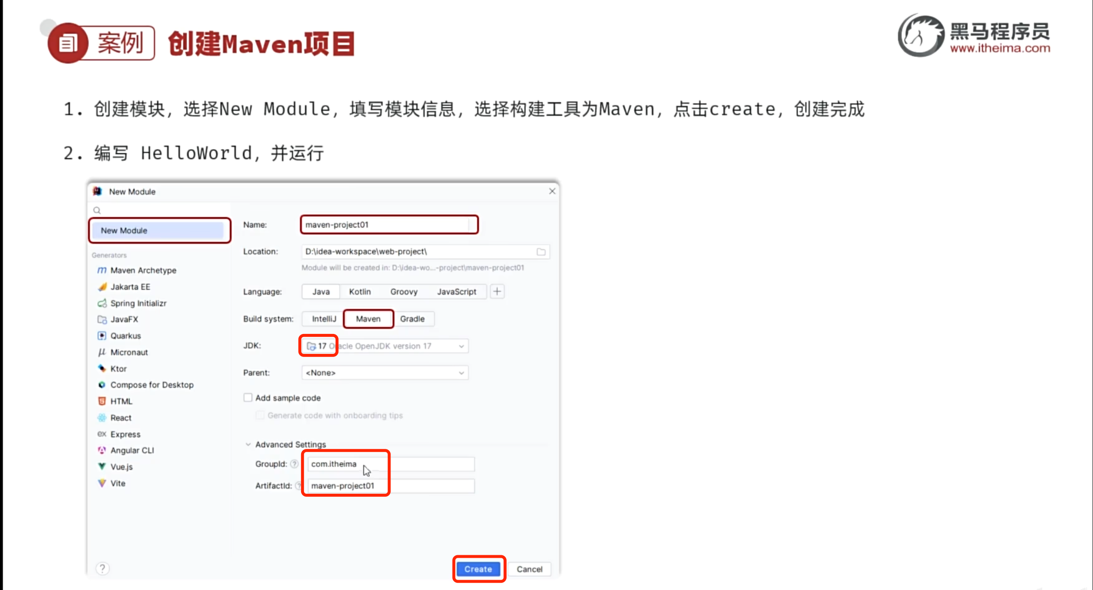 案例
创建Maven项目
黑马程序员
www.itheima.com
1. 创建模块，选择New Module，填写模块信息，选择构建工具为Maven，点击create，创建完成
2. 编写 HelloWorld，并运行
New Module
New Module
Generators
Maven Archetype
Jakarta EE
Spring Initializr
JavaFX
Quarkus
Micronaut
Ktor
Compose for Desktop
HTML
React
Express
Angular CLI
Vue.js
Vite
Name: maven-project01
Location: D:\idea-workspace\web-project\
Module will be created in: D:\idea-wo...-project\maven-project01
Language: Java Kotlin Groovy JavaScript +
Build system: IntelliJ Maven Gradle
JDK: 17 Oracle OpenJDK version 17
Parent: <None>
Add sample code
Generate code with onboarding tips
Advanced Settings
GroupId: ? com.itheima
ArtifactId: ? maven-project01
? Create Cancel